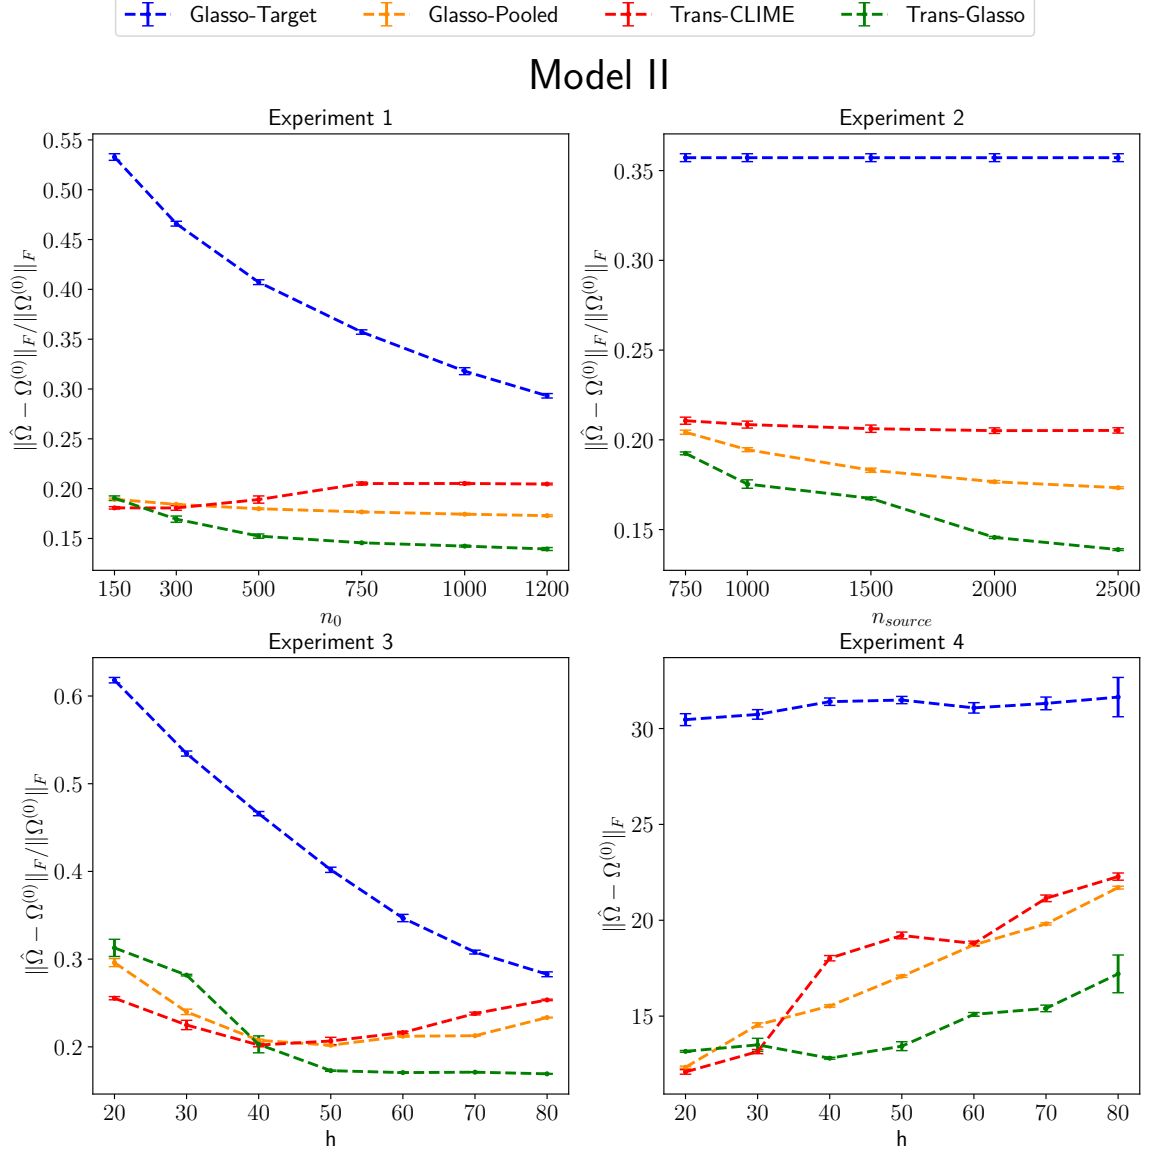 Glasso-Target Glasso-Pooled Trans-CLIME Trans-Glasso
Model II
Experiment 1
0.55
0.50
0.45
0.40
0.35
0.30
0.25
0.20
0.15
||Ω̂ − Ω⁽⁰⁾||_F/||Ω⁽⁰⁾||_F
150 300 500 750 1000 1200
n₀
Experiment 2
0.35
0.30
0.25
0.20
0.15
||Ω̂ − Ω⁽⁰⁾||_F/||Ω⁽⁰⁾||_F
750 1000 1500 2000 2500
n_source
Experiment 3
0.6
0.5
0.4
0.3
0.2
||Ω̂ − Ω⁽⁰⁾||_F/||Ω⁽⁰⁾||_F
20 30 40 50 60 70 80
h
Experiment 4
30
25
20
15
||Ω̂ − Ω⁽⁰⁾||_F
20 30 40 50 60 70 80
h